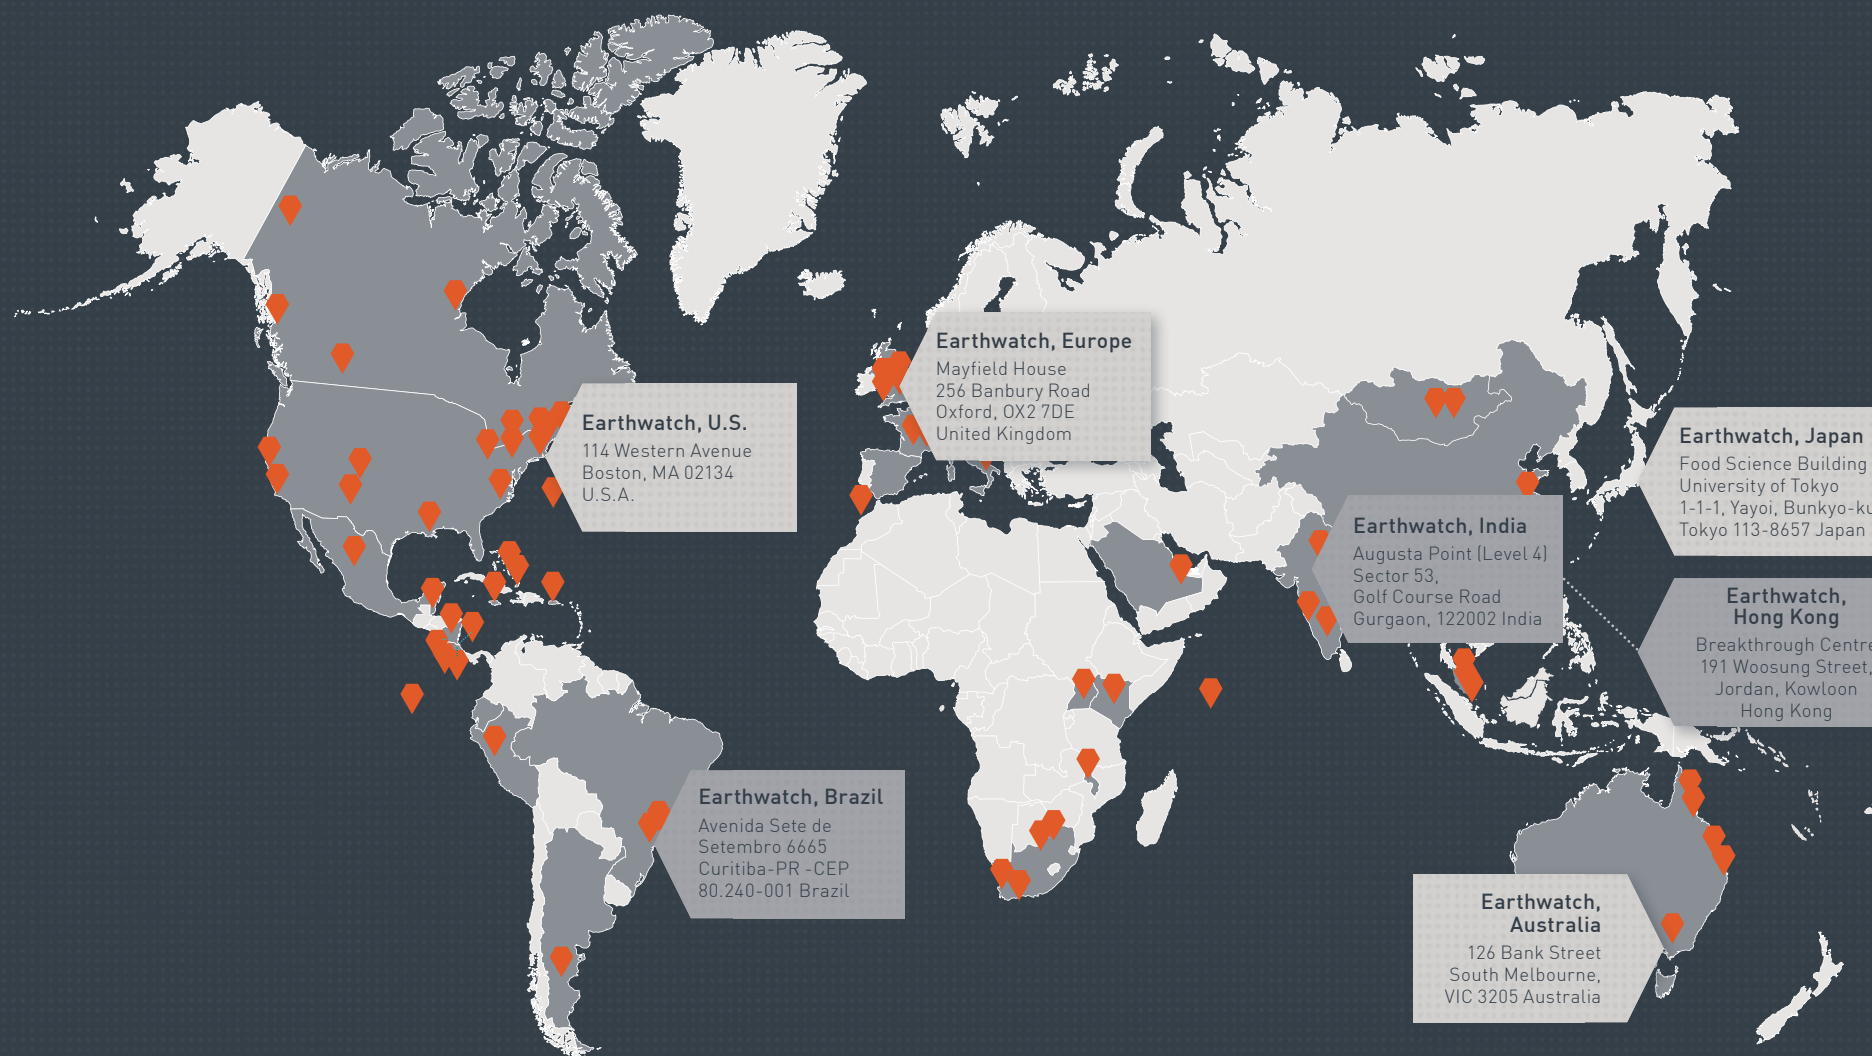 Earthwatch, Europe
Mayfield House
256 Banbury Road
Oxford, OX2 7DE
United Kingdom
Earthwatch, U.S.
114 Western Avenue
Boston, MA 02134
U.S.A.
Earthwatch, Japan
Food Science Building
University of Tokyo
1-1-1, Yayoi, Bunkyo-ku
Tokyo 113-8657 Japan
Earthwatch, India
Augusta Point (Level 4)
Sector 53,
Golf Course Road
Gurgaon, 122002 India
Earthwatch,
Hong Kong
Breakthrough Centre
191 Woosung Street,
Jordan, Kowloon
Hong Kong
Earthwatch, Brazil
Avenida Sete de
Setembro 6665
Curitiba-PR -CEP
80.240-001 Brazil
Earthwatch,
Australia
126 Bank Street
South Melbourne,
VIC 3205 Australia